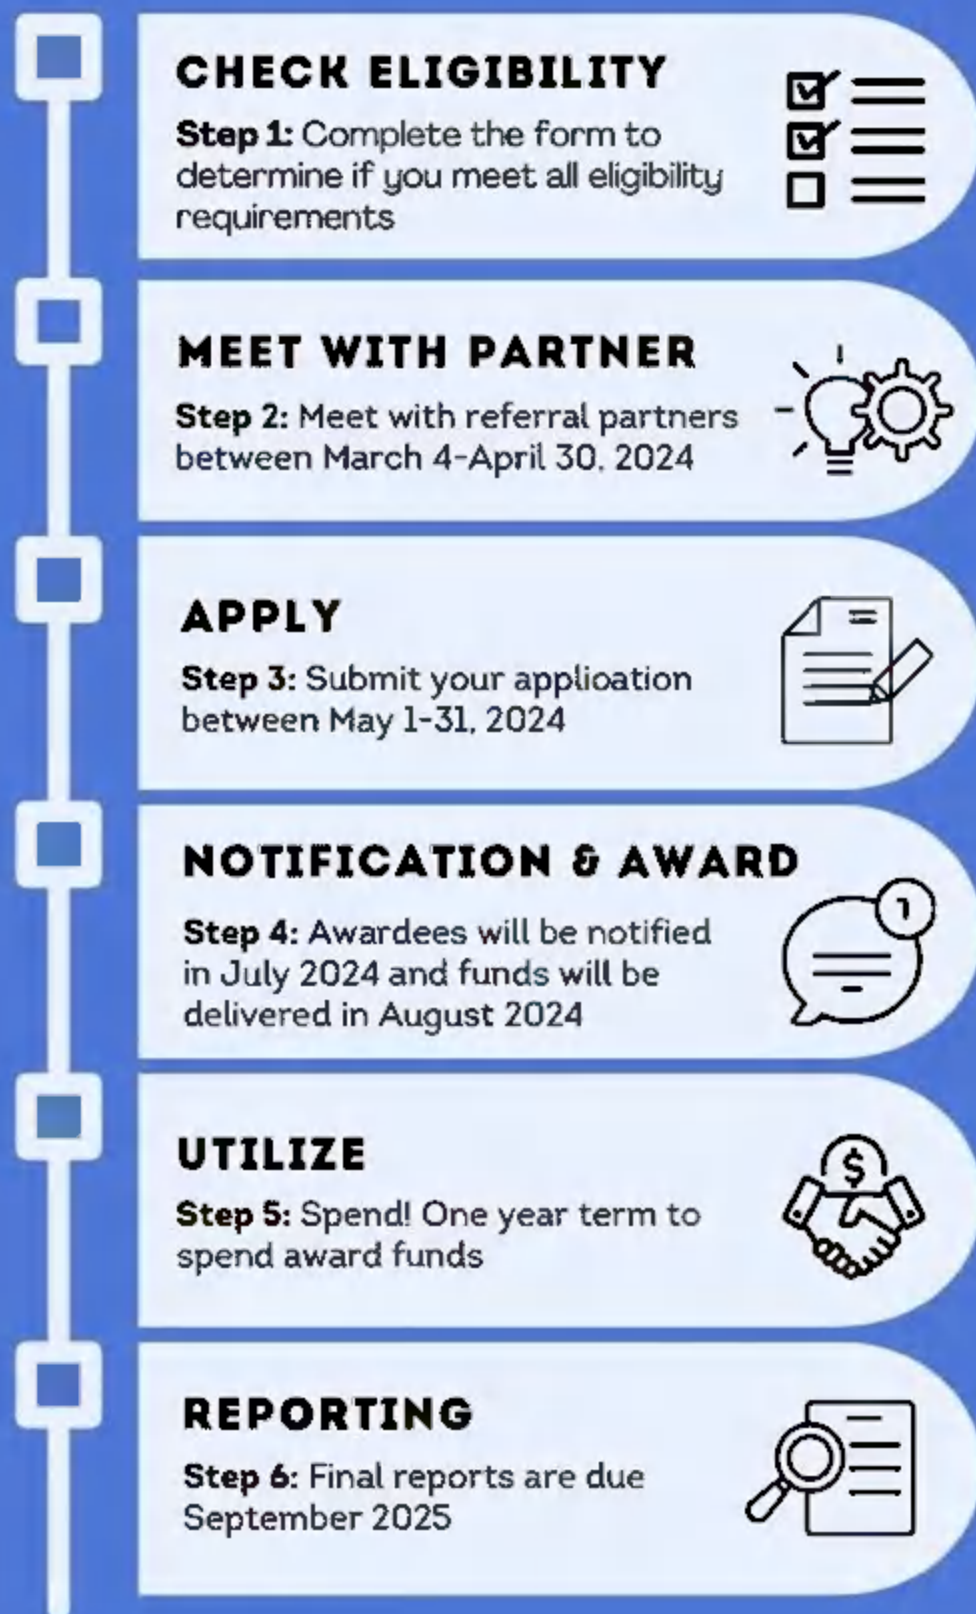 CHECK ELIGIBILITY
Step 1: Complete the form to
determine if you meet all eligibility
requirements
MEET WITH PARTNER
Step 2: Meet with referral partners
between March 4-April 30, 2024
APPLY
Step 3: Submit your application
between May 1-31, 2024
NOTIFICATION & AWARD
1
Step 4: Awardees will be notified
in July 2024 and funds will be
delivered in August 2024
UTILIZE
$
Step 5: Spend! One year term to
spend award funds
REPORTING
Step 6: Final reports are due
September 2025